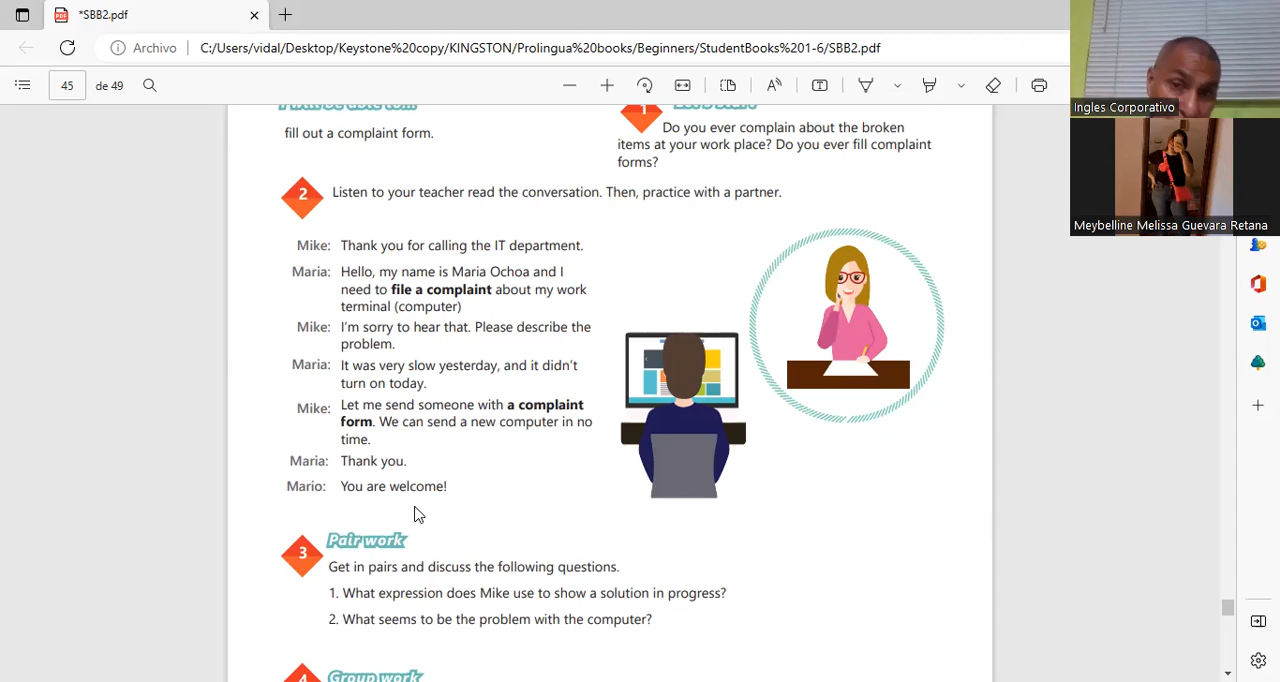 *SBB2.pdf
Archivo
C:/Users/vidal/Desktop/Keystone%20copy/KINGSTON/Prolingua%20books/Beginners/StudentBooks%201-6/SBB2.pdf
45 de 49
Ingles Corporativo
Meybelline Melissa Guevara Retana
fill out a complaint form.
1
Do you ever complain about the broken
items at your work place? Do you ever fill complaint
forms?
2
Listen to your teacher read the conversation. Then, practice with a partner.
Mike: Thank you for calling the IT department.
Maria: Hello, my name is Maria Ochoa and I
need to file a complaint about my work
terminal (computer)
Mike: I'm sorry to hear that. Please describe the
problem.
Maria: It was very slow yesterday, and it didn't
turn on today.
Mike: Let me send someone with a complaint
form. We can send a new computer in no
time.
Maria: Thank you.
Mario: You are welcome!
3
Pair work
Get in pairs and discuss the following questions.
1. What expression does Mike use to show a solution in progress?
2. What seems to be the problem with the computer?
4
Group work